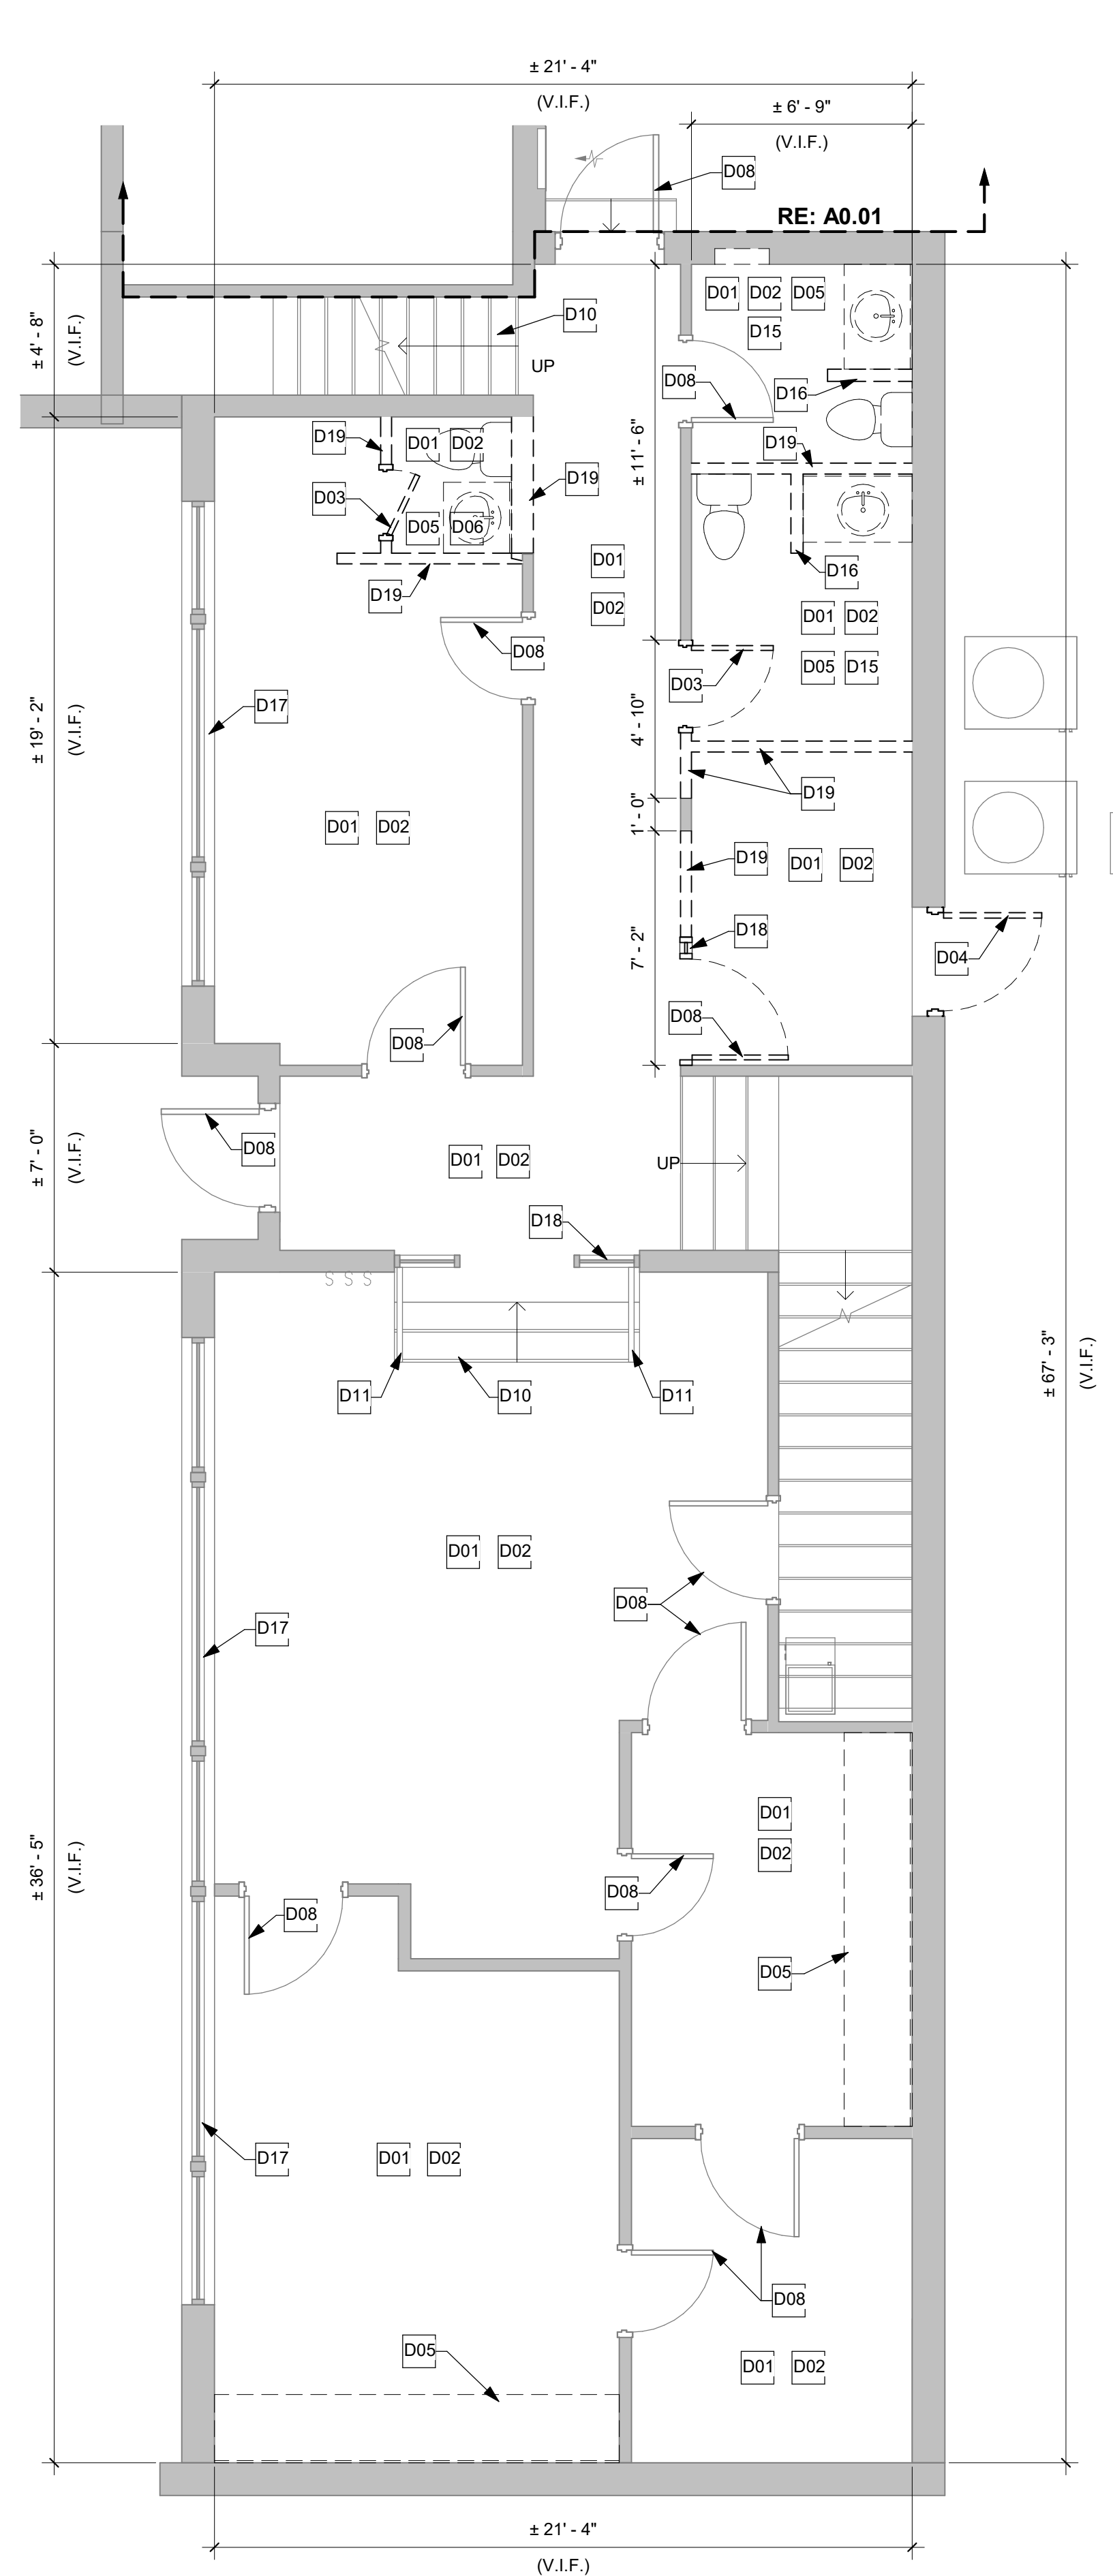 ± 21' - 4"
(V.I.F.)
± 6' - 9"
(V.I.F.)
D08
RE: A0.01
D01 D02 D05
D15
D10
UP
± 4' - 8"
(V.I.F.)
D08
D16
D19
D01 D02
D19
D03
D19
D05 D06
± 11' - 6"
D01
D02
D16
D19
D01 D02
D08
D05 D15
D03
D17
± 19' - 2"
(V.I.F.)
4' - 10"
D19
D01 D02
1' - 0"
D19
D01 D02
D18
7' - 2"
D04
D08
D08
D08
± 7' - 0"
(V.I.F.)
D01 D02
UP
D18
S S S
D11
D10
D11
± 67' - 3"
(V.I.F.)
D01 D02
D08
D17
D01
D02
± 36' - 5"
(V.I.F.)
D08
D08
D05
D17
D01 D02
D08
D05
D01 D02
± 21' - 4"
(V.I.F.)